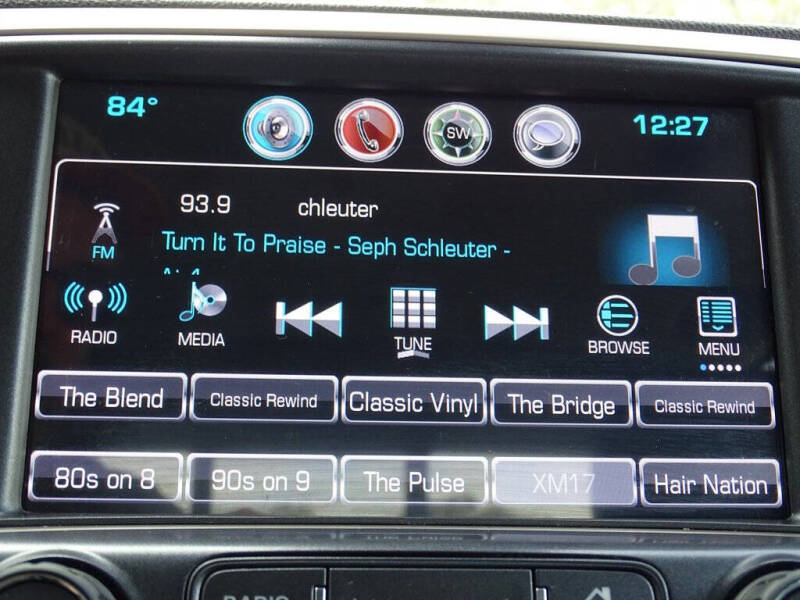 84°
SW
12:27
93.9 chleuter
FM
Turn It To Praise - Seph Schleuter -
RADIO
MEDIA
TUNE
BROWSE
MENU
The Blend
Classic Rewind
Classic Vinyl
The Bridge
Classic Rewind
80s on 8
90s on 9
The Pulse
XM17
Hair Nation
RADIO